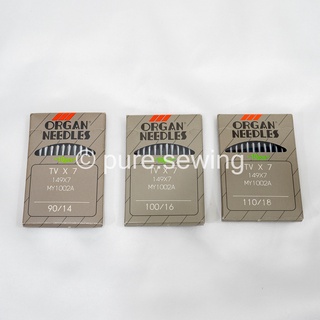 ORGAN
NEEDLES
TV X 7
149X7
MY1002A
90/14
ORGAN
NEEDLES
TV X 7
149X7
MY1002A
100/16
ORGAN
NEEDLES
TV X 7
149X7
MY1002A
110/18
© pure.sewing